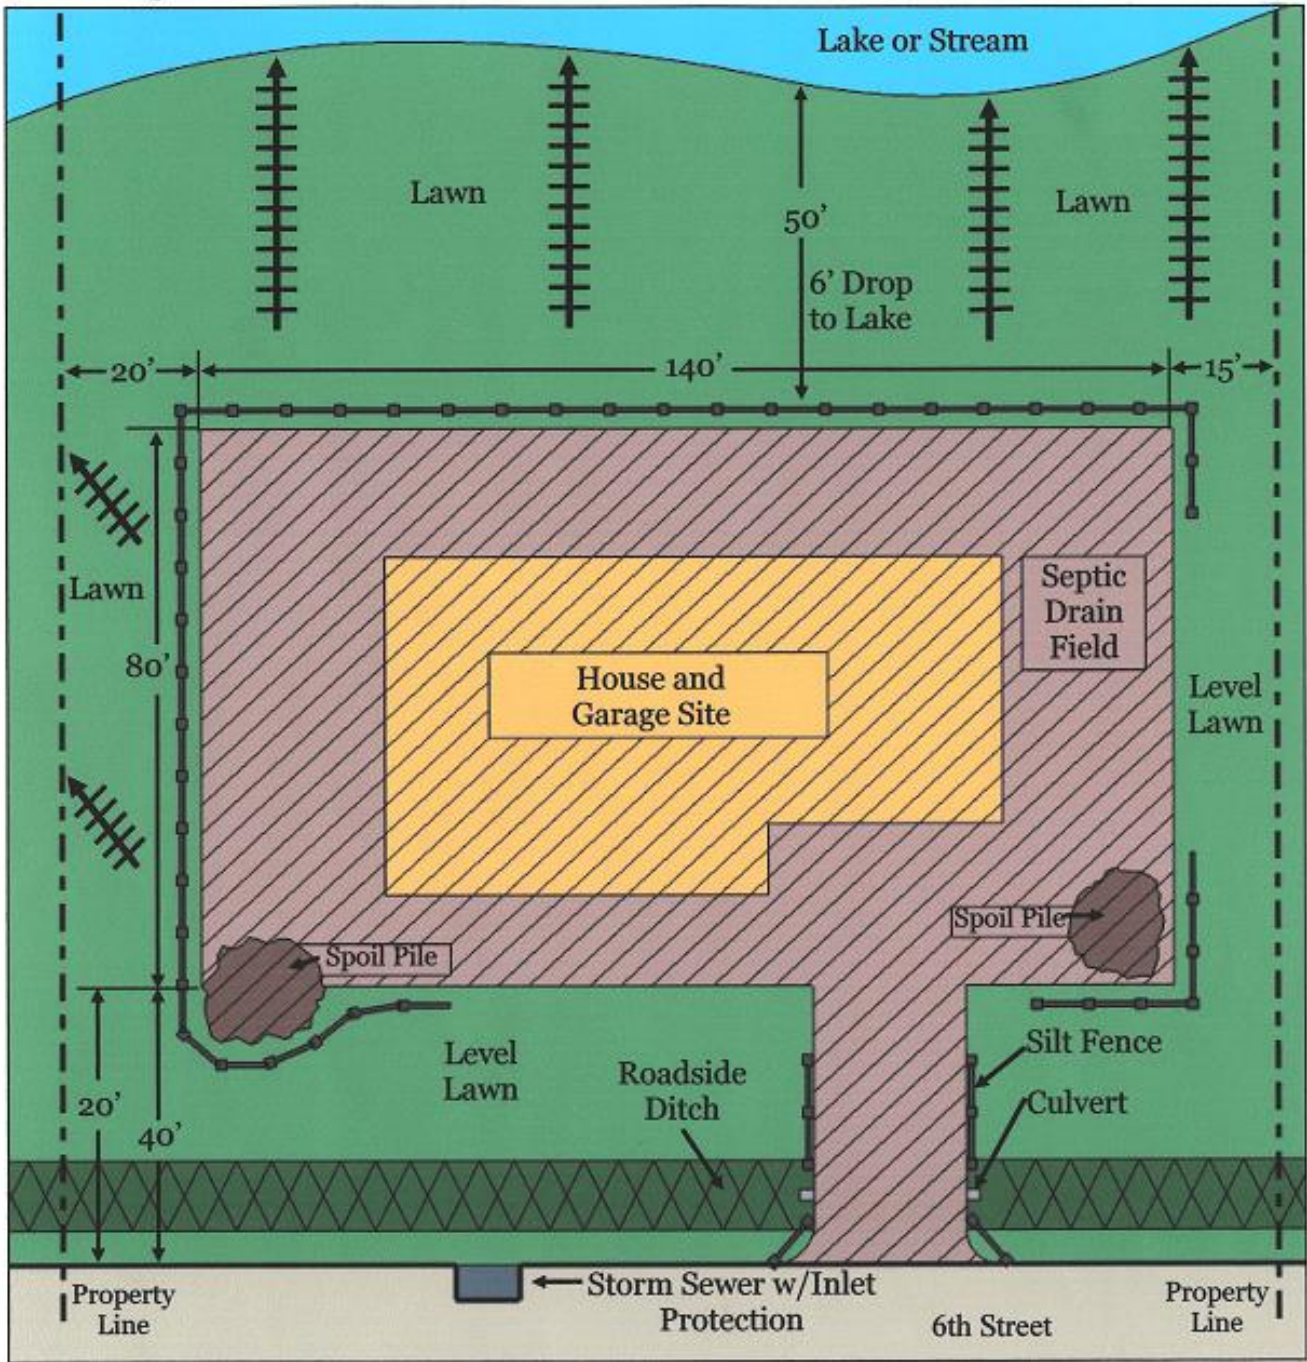 Lake or Stream
Lawn
Lawn
50’
6’ Drop
to Lake
20’
140’
15’
Lawn
80’
Septic
Drain
Field
House and
Garage Site
Level
Lawn
Spoil Pile
Spoil Pile
Level
Lawn
Roadside
Ditch
Silt Fence
Culvert
20’
40’
Property
Line
Storm Sewer w/Inlet
Protection
6th Street
Property
Line